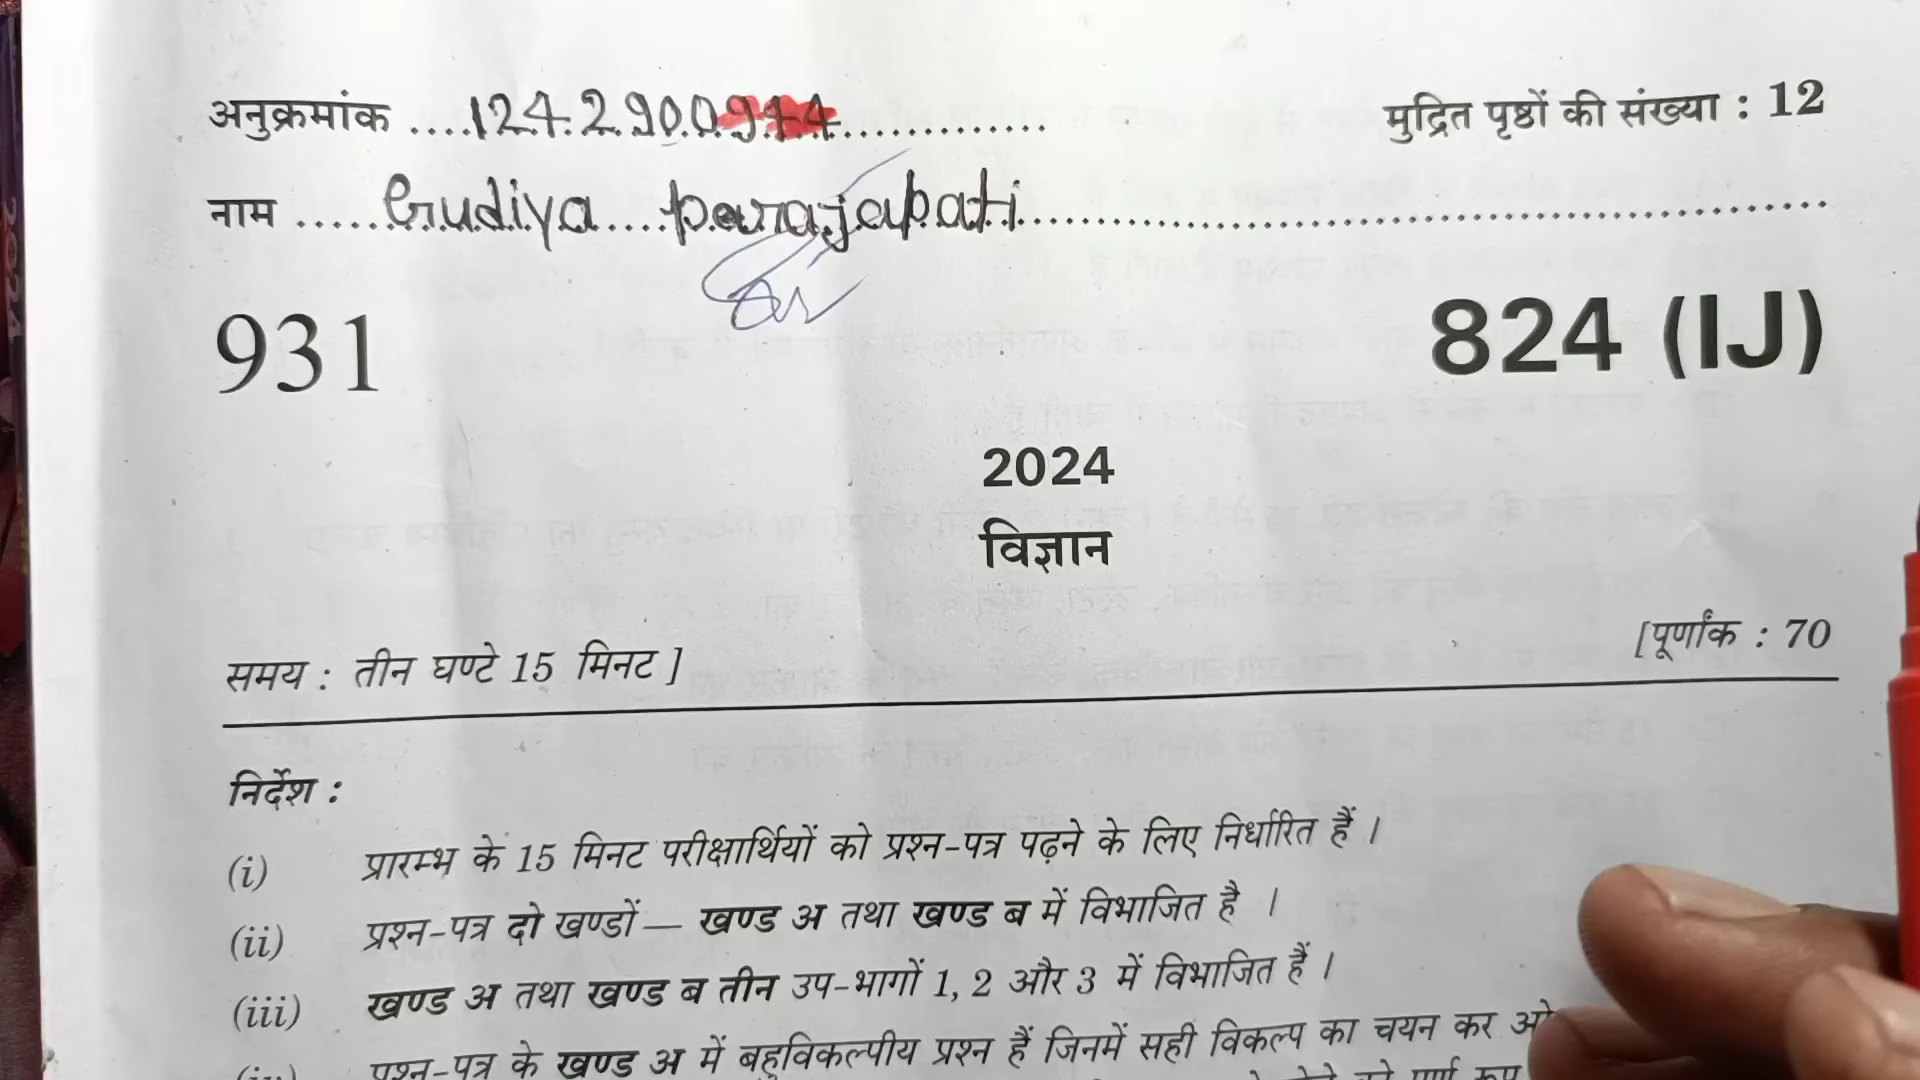 अनुक्रमांक ....1242900944............. मुद्रित पृष्ठों की संख्या : 12
नाम ......Gudiya....parajapati......................................................
931 824 (IJ)
2024
विज्ञान
समय : तीन घण्टे 15 मिनट ] [पूर्णांक : 70
निर्देश :
(i) प्रारम्भ के 15 मिनट परीक्षार्थियों को प्रश्न-पत्र पढ़ने के लिए निर्धारित हैं ।
(ii) प्रश्न-पत्र दो खण्डों — खण्ड अ तथा खण्ड ब में विभाजित है ।
(iii) खण्ड अ तथा खण्ड ब तीन उप-भागों 1, 2 और 3 में विभाजित हैं ।
(iv) प्रश्न-पत्र के खण्ड अ में बहुविकल्पीय प्रश्न हैं जिनमें सही विकल्प का चयन कर